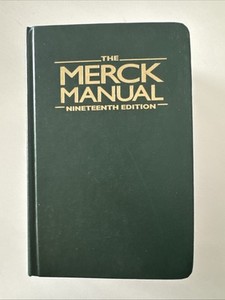 THE
MERCK
MANUAL
NINETEENTH EDITION